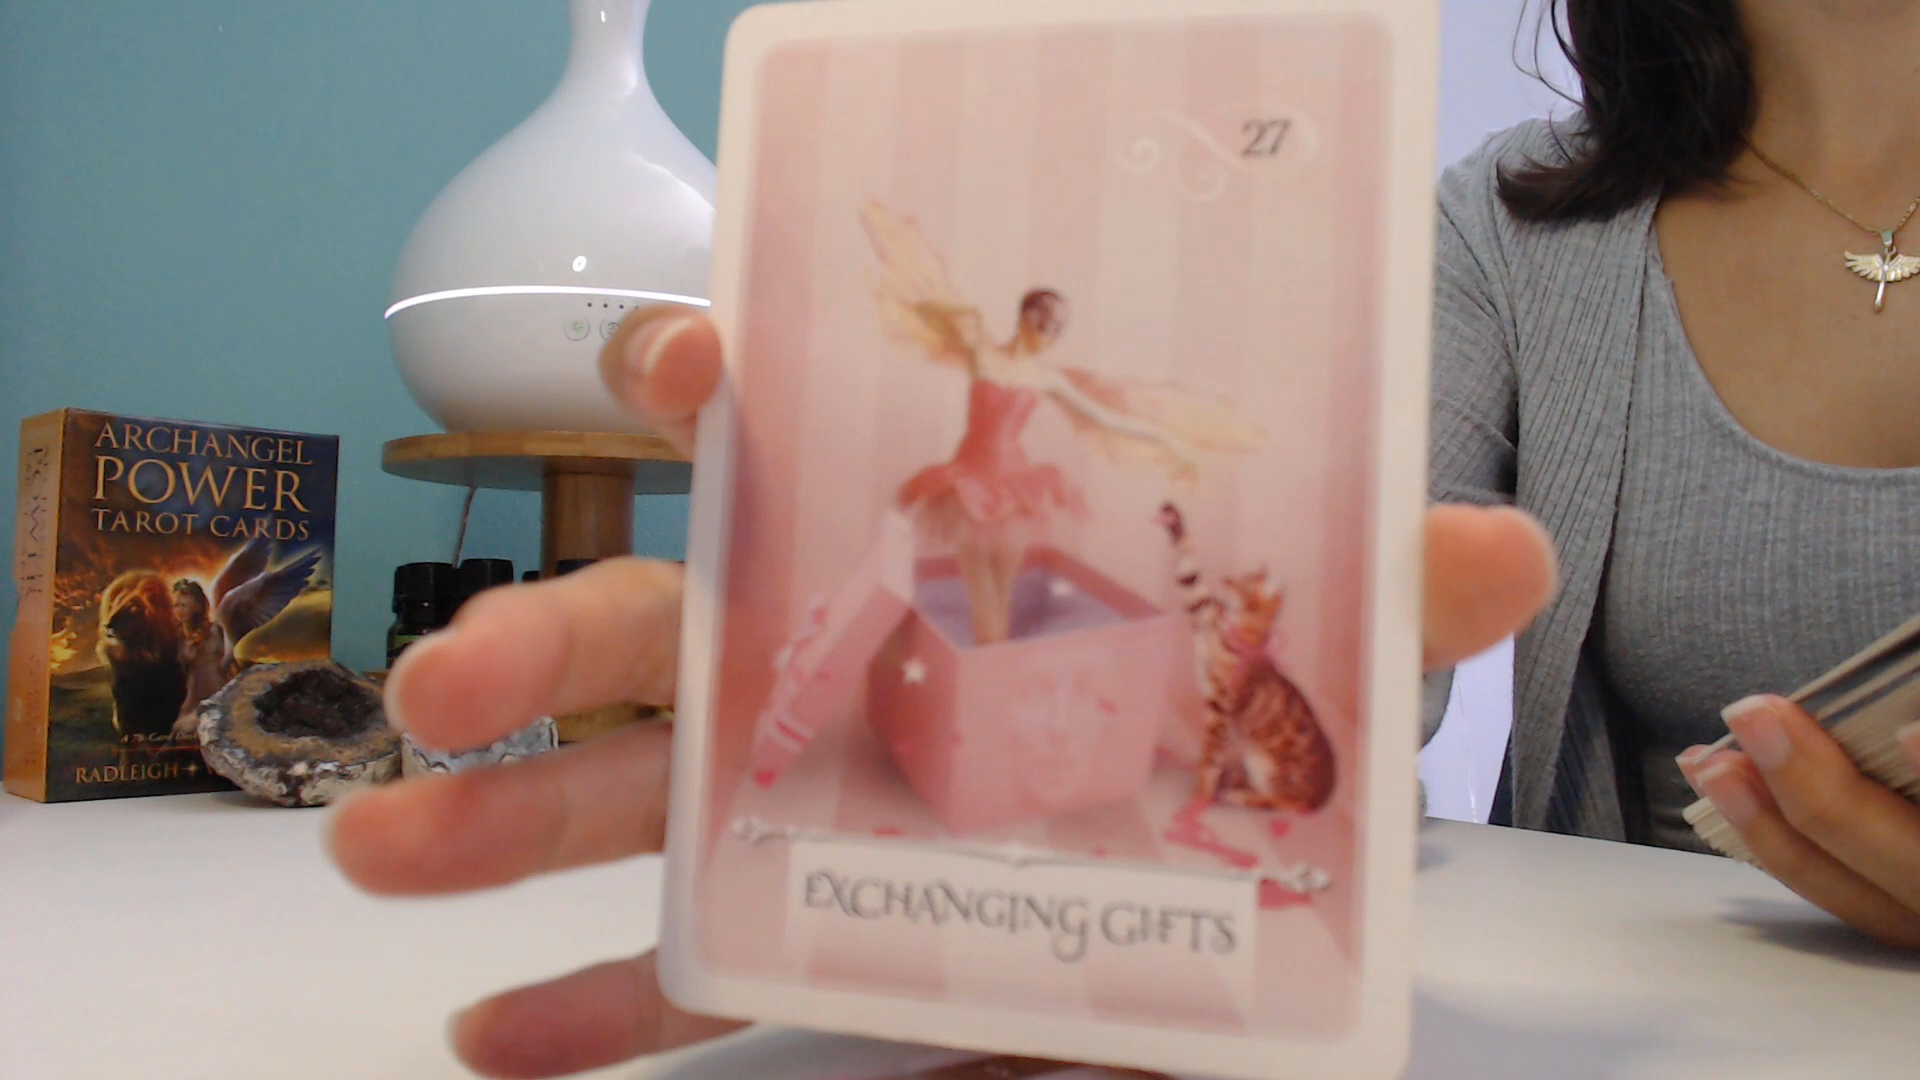 27
EXCHANGING GIFTS
ARCHANGEL
POWER
TAROT CARDS
RADLEIGH